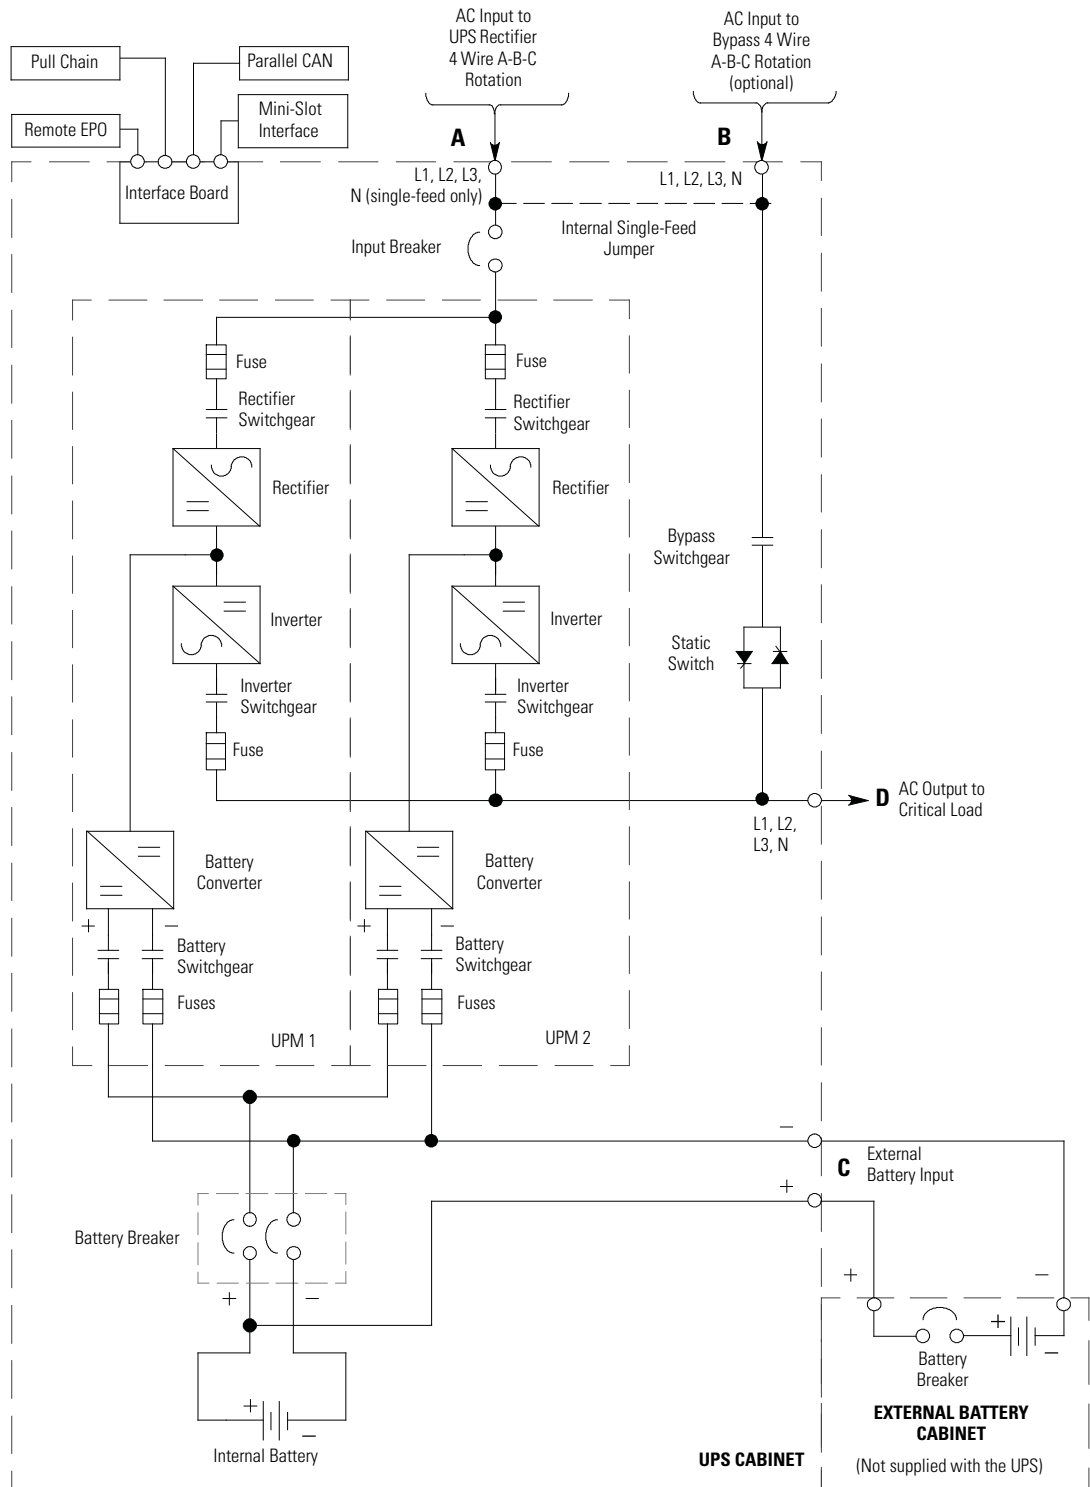 AC Input to
UPS Rectifier
4 Wire A-B-C
Rotation
AC Input to
Bypass 4 Wire
A-B-C Rotation
(optional)
Pull Chain
Parallel CAN
Remote EPO
Mini-Slot
Interface
Interface Board
A
B
L1, L2, L3,
N (single-feed only)
L1, L2, L3, N
Internal Single-Feed
Jumper
Input Breaker
Fuse
Fuse
Rectifier
Switchgear
Rectifier
Switchgear
Rectifier
Rectifier
Bypass
Switchgear
Inverter
Inverter
Static
Switch
Inverter
Switchgear
Inverter
Switchgear
Fuse
Fuse
D
AC Output to
Critical Load
L1, L2,
L3, N
Battery
Converter
Battery
Converter
+
−
+
−
Battery
Switchgear
Battery
Switchgear
Fuses
Fuses
UPM 1
UPM 2
−
C
External
Battery Input
+
Battery Breaker
+
−
+
−
+
−
Battery
Breaker
+
−
Internal Battery
EXTERNAL BATTERY
CABINET
(Not supplied with the UPS)
UPS CABINET